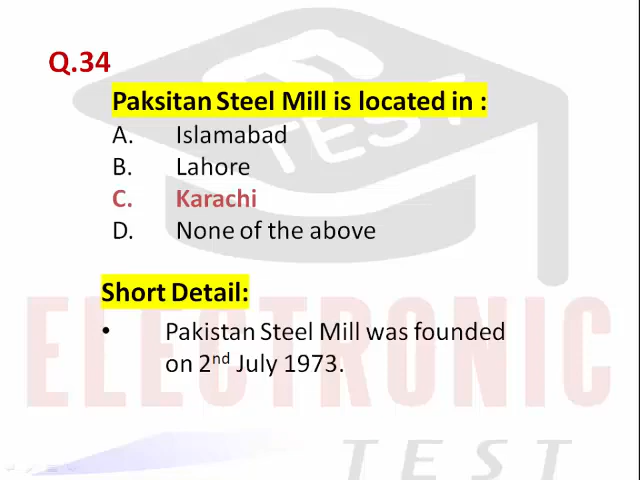 Q.34
Paksitan Steel Mill is located in :
A. Islamabad
B. Lahore
C. Karachi
D. None of the above
Short Detail:
• Pakistan Steel Mill was founded
on 2nd July 1973.
TEST
ELECTRONIC
TEST